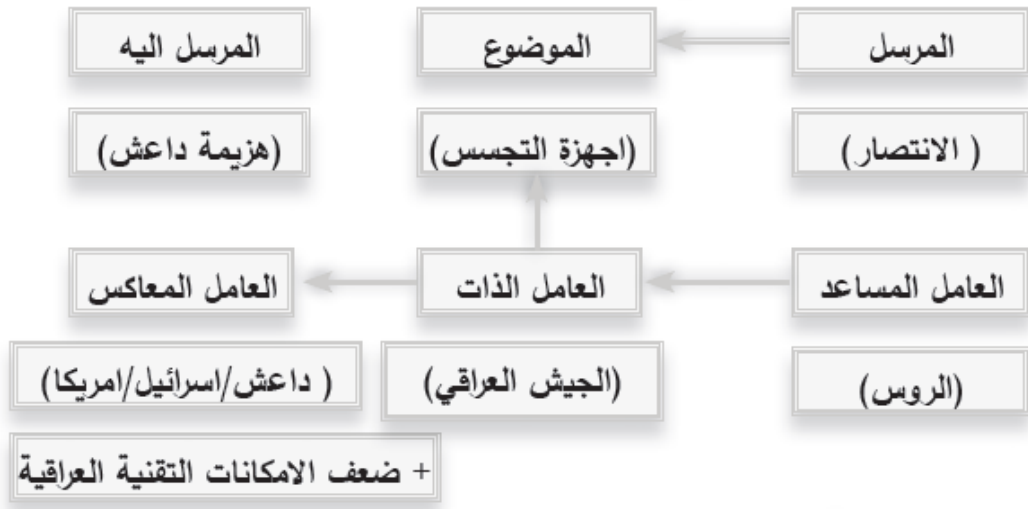 المرسل
الموضوع
المرسل اليه
( الانتصار)
(اجهزة التجسس)
(هزيمة داعش)
العامل المساعد
العامل الذات
العامل المعاكس
(الروس)
(الجيش العراقي)
( داعش/اسرائيل/امريكا)
+ ضعف الامكانات التقنية العراقية